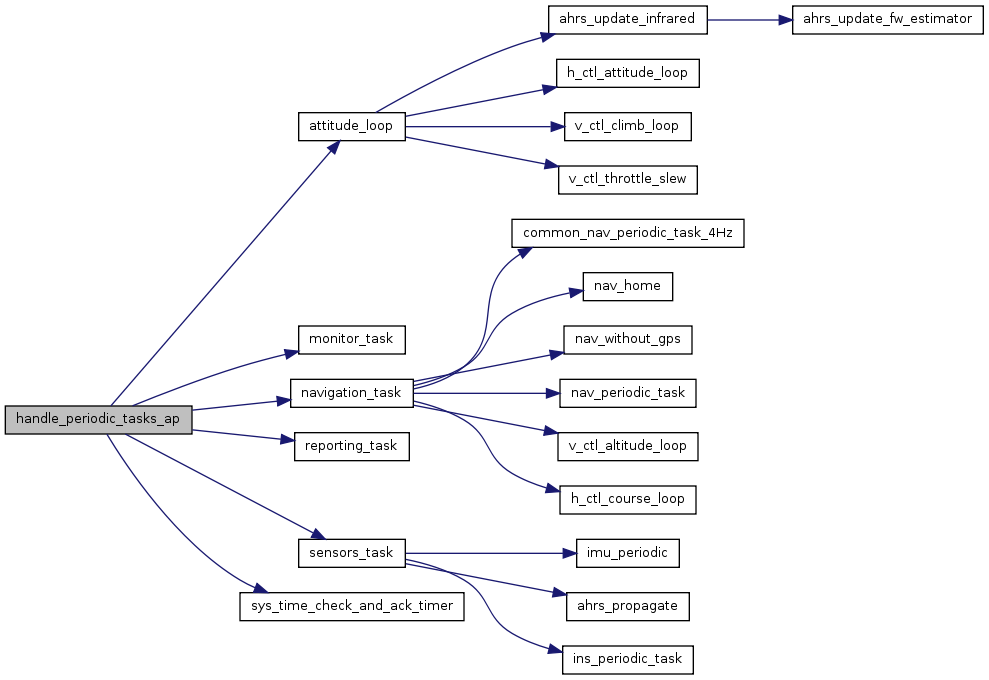 ahrs_update_infrared
ahrs_update_fw_estimator
h_ctl_attitude_loop
attitude_loop
v_ctl_climb_loop
v_ctl_throttle_slew
common_nav_periodic_task_4Hz
nav_home
monitor_task
nav_without_gps
navigation_task
nav_periodic_task
handle_periodic_tasks_ap
reporting_task
v_ctl_altitude_loop
h_ctl_course_loop
sensors_task
imu_periodic
sys_time_check_and_ack_timer
ahrs_propagate
ins_periodic_task